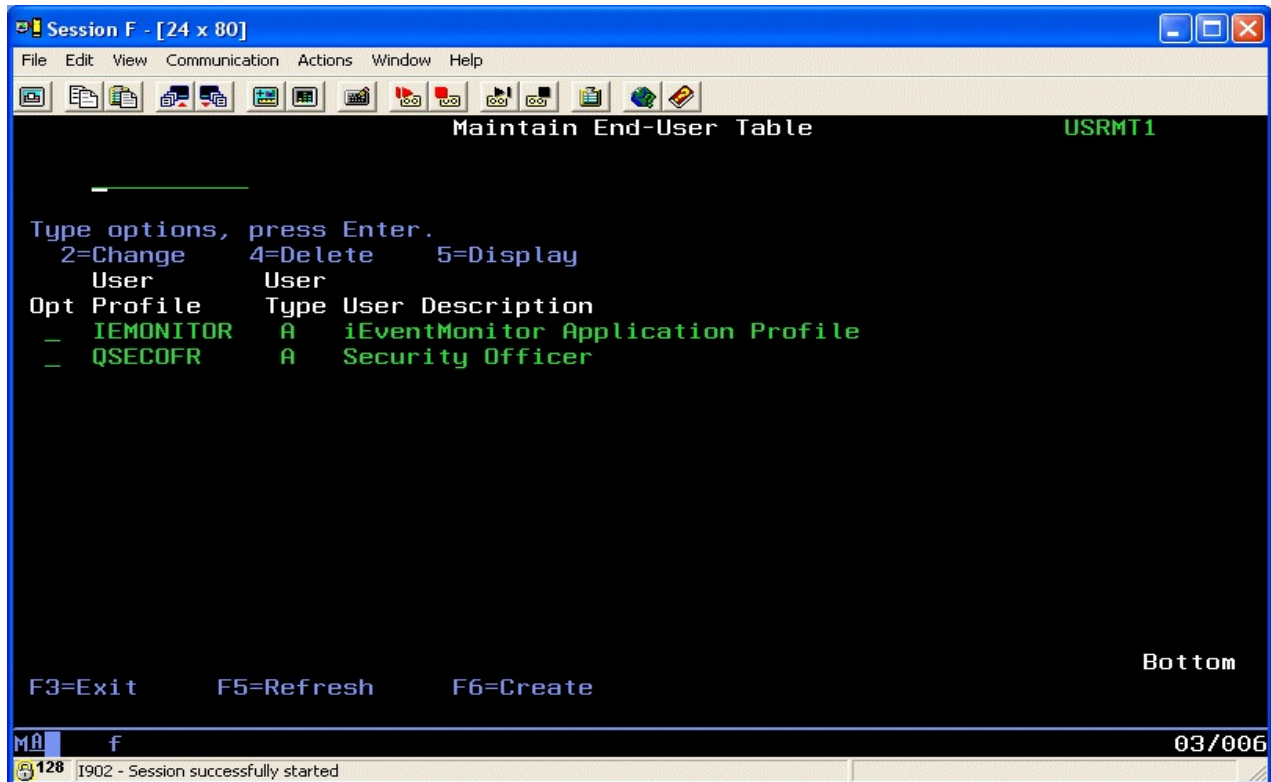 Session F - [24 x 80]
File Edit View Communication Actions Window Help
Maintain End-User Table USRMT1
Type options, press Enter.
2=Change 4=Delete 5=Display
User User
Opt Profile Type User Description
_ IEMONITOR A iEventMonitor Application Profile
_ QSECOFR A Security Officer
Bottom
F3=Exit F5=Refresh F6=Create
MA f 03/006
128 I902 - Session successfully started